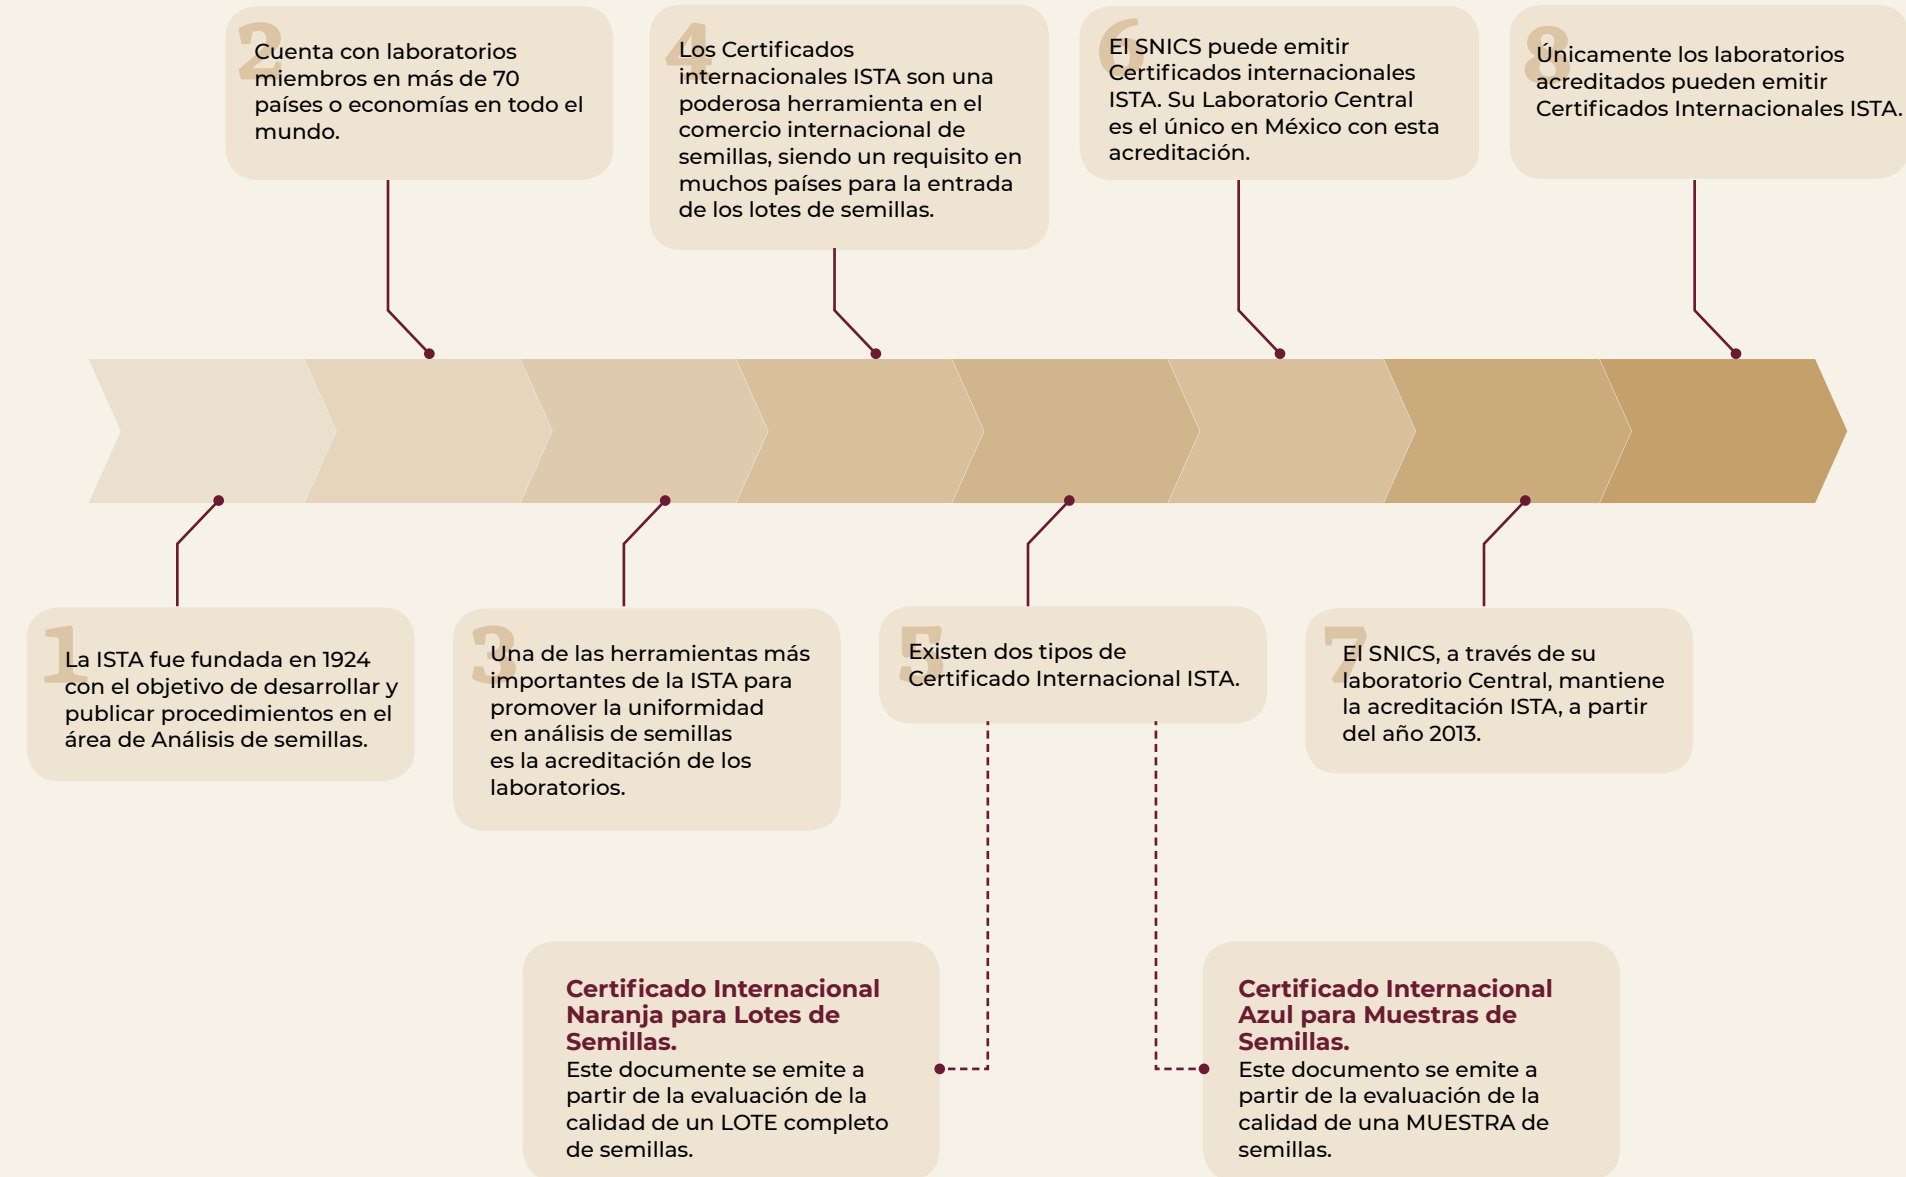 2
Cuenta con laboratorios
miembros en más de 70
países o economías en todo el
mundo.
4
Los Certificados
internacionales ISTA son una
poderosa herramienta en el
comercio internacional de
semillas, siendo un requisito en
muchos países para la entrada
de los lotes de semillas.
6
El SNICS puede emitir
Certificados internacionales
ISTA. Su Laboratorio Central
es el único en México con esta
acreditación.
8
Únicamente los laboratorios
acreditados pueden emitir
Certificados Internacionales ISTA.
1
La ISTA fue fundada en 1924
con el objetivo de desarrollar y
publicar procedimientos en el
área de Análisis de semillas.
3
Una de las herramientas más
importantes de la ISTA para
promover la uniformidad
en análisis de semillas
es la acreditación de los
laboratorios.
5
Existen dos tipos de
Certificado Internacional ISTA.
7
El SNICS, a través de su
laboratorio Central, mantiene
la acreditación ISTA, a partir
del año 2013.
Certificado Internacional
Naranja para Lotes de
Semillas.
Este documente se emite a
partir de la evaluación de la
calidad de un LOTE completo
de semillas.
Certificado Internacional
Azul para Muestras de
Semillas.
Este documento se emite a
partir de la evaluación de la
calidad de una MUESTRA de
semillas.